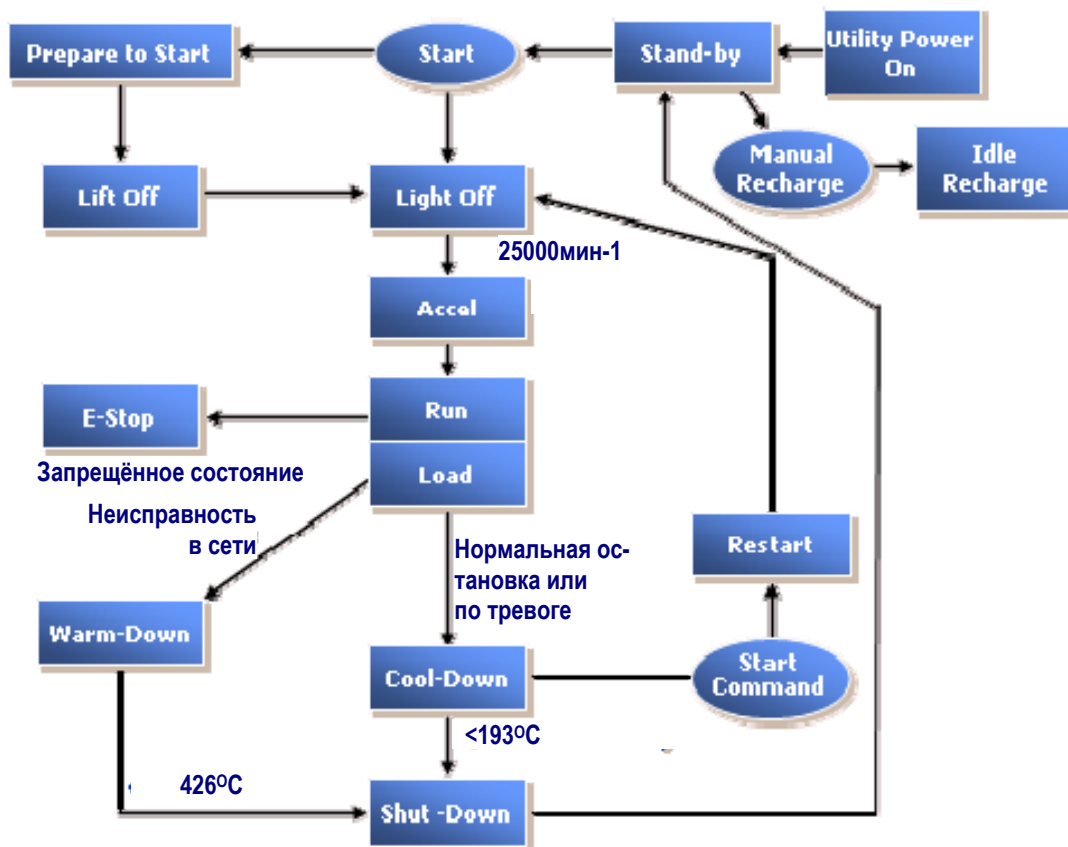 Prepare to Start
Start
Stand-by
Utility Power
On
Manual
Recharge
Idle
Recharge
Lift Off
Light Off
25000мин-1
Accel
Run
E-Stop
Запрещённое состояние
Load
Неисправность
в сети
Нормальная ос-
тановка или
по тревоге
Restart
Warm-Down
Cool-Down
Start
Command
<193ºC
426ºC
Shut -Down